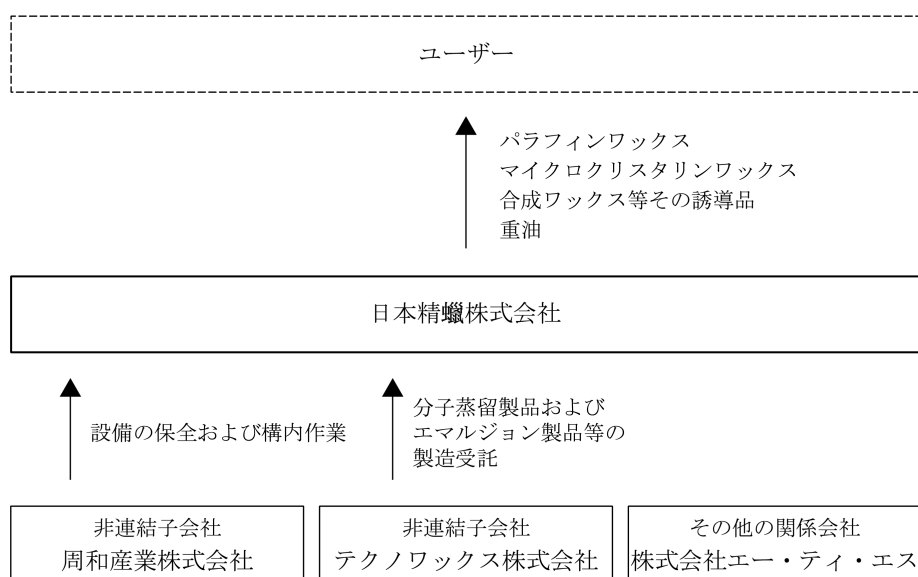 ユーザー
パラフィンワックス
マイクロクリスタリンワックス
合成ワックス等その誘導品
重油
日本精蠟株式会社
設備の保全および構内作業
分子蒸留製品および
エマルジョン製品等の
製造受託
非連結子会社
周和産業株式会社
非連結子会社
テクノワックス株式会社
その他の関係会社
株式会社エー・ティ・エス